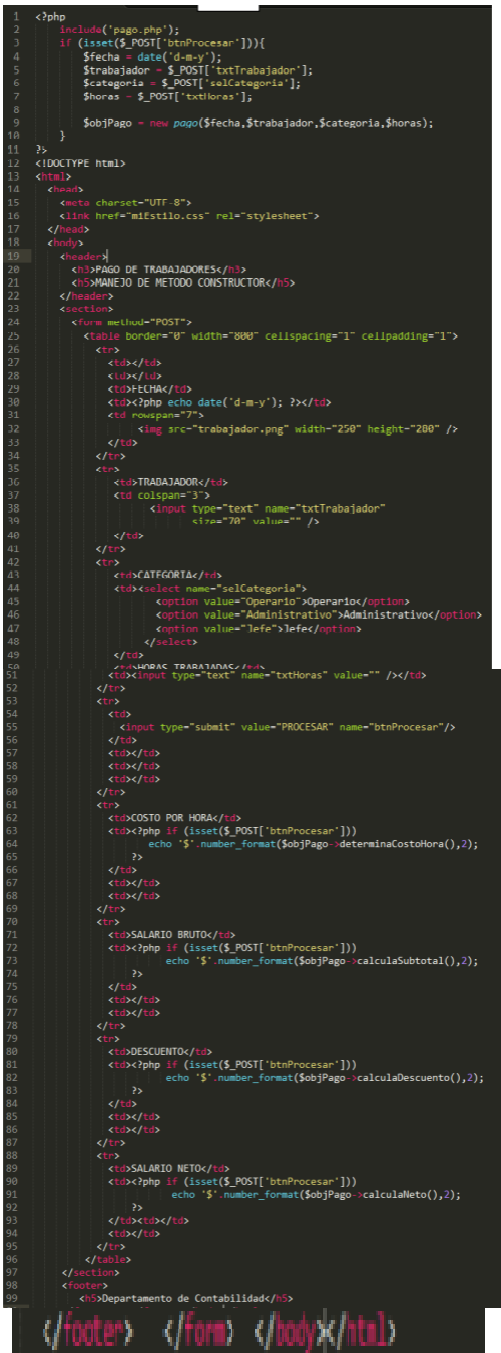 1 <?php
2 include('pago.php');
3 if (isset($_POST['btnProcesar'])){
4 $fecha = date('d-m-y');
5 $trabajador = $_POST['txtTrabajador'];
6 $categoria = $_POST['selCategoria'];
7 $horas = $_POST['txtHoras'];
8
9 $objPago = new pago($fecha,$trabajador,$categoria,$horas);
10 }
11 ?>
12 <!DOCTYPE html>
13 <html>
14 <head>
15 <meta charset="UTF-8">
16 <link href="miEstilo.css" rel="stylesheet">
17 </head>
18 <body>
19 <header>
20 <h3>PAGO DE TRABAJADORES</h3>
21 <h5>MANEJO DE METODO CONSTRUCTOR</h5>
22 </header>
23 <section>
24 <form method="POST">
25 <table border="0" width="800" cellspacing="1" cellpadding="1">
26 <tr>
27 <td></td>
28 <td></td>
29 <td>FECHA</td>
30 <td><?php echo date('d-m-y'); ?></td>
31 <td rowspan="7">
32 <img src="trabajador.png" width="250" height="280" />
33 </td>
34 </tr>
35 <tr>
36 <td>TRABAJADOR</td>
37 <td colspan="3">
38 <input type="text" name="txtTrabajador"
39 size="70" value="" />
40 </td>
41 </tr>
42 <tr>
43 <td>CATEGORIA</td>
44 <td><select name="selCategoria">
45 <option value="Operario">Operario</option>
46 <option value="Administrativo">Administrativo</option>
47 <option value="Jefe">Jefe</option>
48 </select>
49 </td>
50 <td>HORAS TRABAJADAS</td>
51 <td><input type="text" name="txtHoras" value="" /></td>
52 </tr>
53 <tr>
54 <td>
55 <input type="submit" value="PROCESAR" name="btnProcesar"/>
56 </td>
57 <td></td>
58 <td></td>
59 <td></td>
60 </tr>
61 <tr>
62 <td>COSTO POR HORA</td>
63 <td><?php if (isset($_POST['btnProcesar']))
64 echo '$'.number_format($objPago->determinaCostoHora(),2);
65 ?>
66 </td>
67 <td></td>
68 <td></td>
69 </tr>
70 <tr>
71 <td>SALARIO BRUTO</td>
72 <td><?php if (isset($_POST['btnProcesar']))
73 echo '$'.number_format($objPago->calculaSubtotal(),2);
74 ?>
75 </td>
76 <td></td>
77 <td></td>
78 </tr>
79 <tr>
80 <td>DESCUENTO</td>
81 <td><?php if (isset($_POST['btnProcesar']))
82 echo '$'.number_format($objPago->calculaDescuento(),2);
83 ?>
84 </td>
85 <td></td>
86 <td></td>
87 </tr>
88 <tr>
89 <td>SALARIO NETO</td>
90 <td><?php if (isset($_POST['btnProcesar']))
91 echo '$'.number_format($objPago->calculaNeto(),2);
92 ?>
93 </td><td></td>
94 <td></td>
95 </tr>
96 </table>
97 </section>
98 <footer>
99 <h5>Departamento de Contabilidad</h5>
</footer> </form> </body></html>